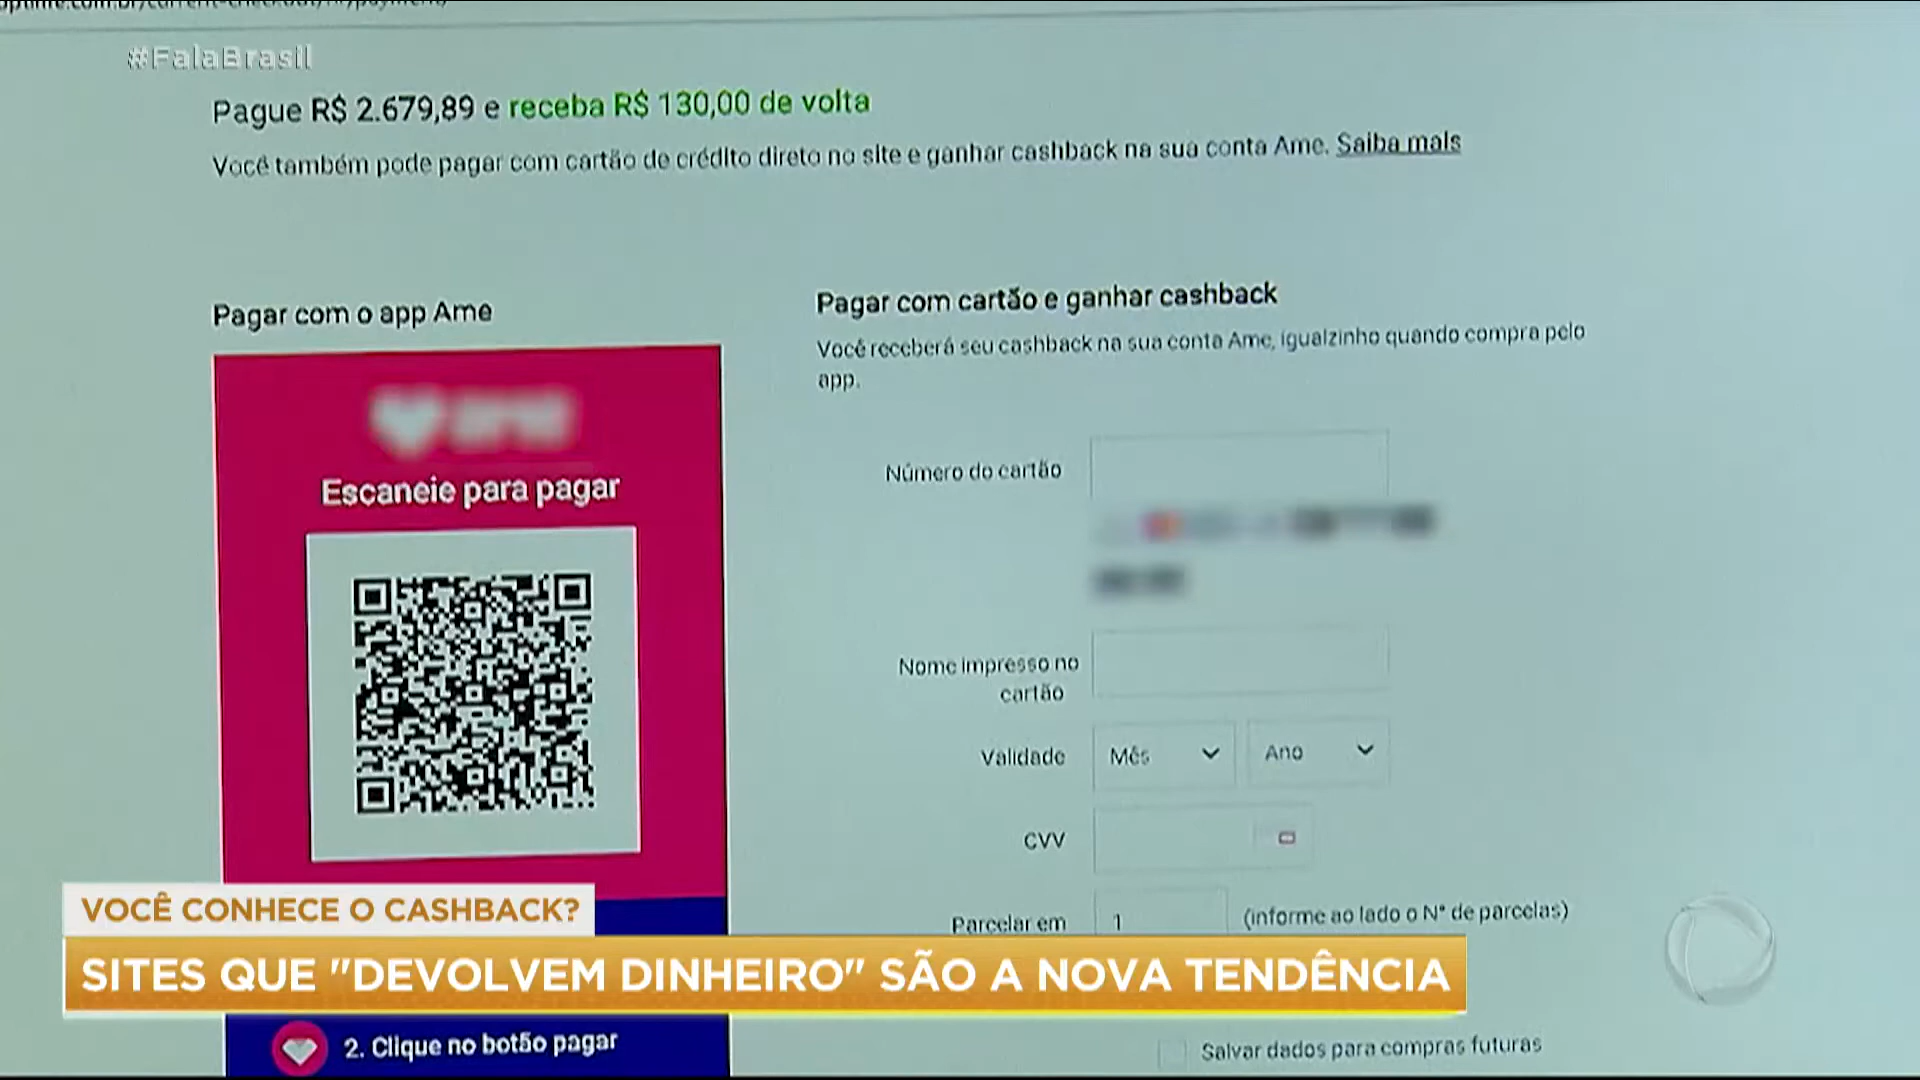 #FalaBrasil
Pague R$ 2.679,89 e receba R$ 130,00 de volta
Você também pode pagar com cartão de crédito direto no site e ganhar cashback na sua conta Ame. Saiba mais
Pagar com o app Ame
Escaneie para pagar
2. Clique no botão pagar
Pagar com cartão e ganhar cashback
Você receberá seu cashback na sua conta Ame, igualzinho quando compra pelo
app.
Número do cartão
Nome impresso no
cartão
Validade Mês Ano
CVV
Parcelar em 1 (informe ao lado o Nº de parcelas)
Salvar dados para compras futuras
VOCÊ CONHECE O CASHBACK?
SITES QUE "DEVOLVEM DINHEIRO" SÃO A NOVA TENDÊNCIA